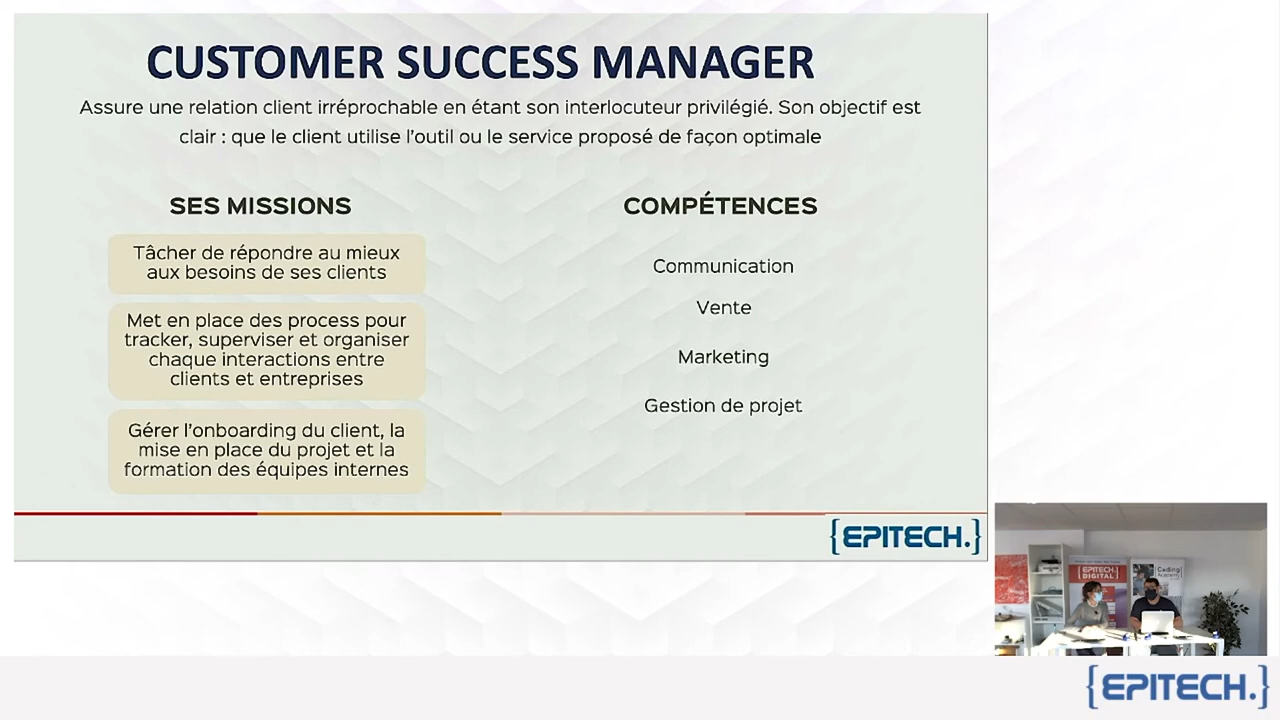 CUSTOMER SUCCESS MANAGER
Assure une relation client irréprochable en étant son interlocuteur privilégié. Son objectif est
clair : que le client utilise l'outil ou le service proposé de façon optimale
SES MISSIONS
Tâcher de répondre au mieux
aux besoins de ses clients
Met en place des process pour
tracker, superviser et organiser
chaque interactions entre
clients et entreprises
Gérer l'onboarding du client, la
mise en place du projet et la
formation des équipes internes
COMPÉTENCES
Communication
Vente
Marketing
Gestion de projet
{EPITECH.}
{EPITECH.}
DIGITAL
Coding
Academy
{EPITECH.}